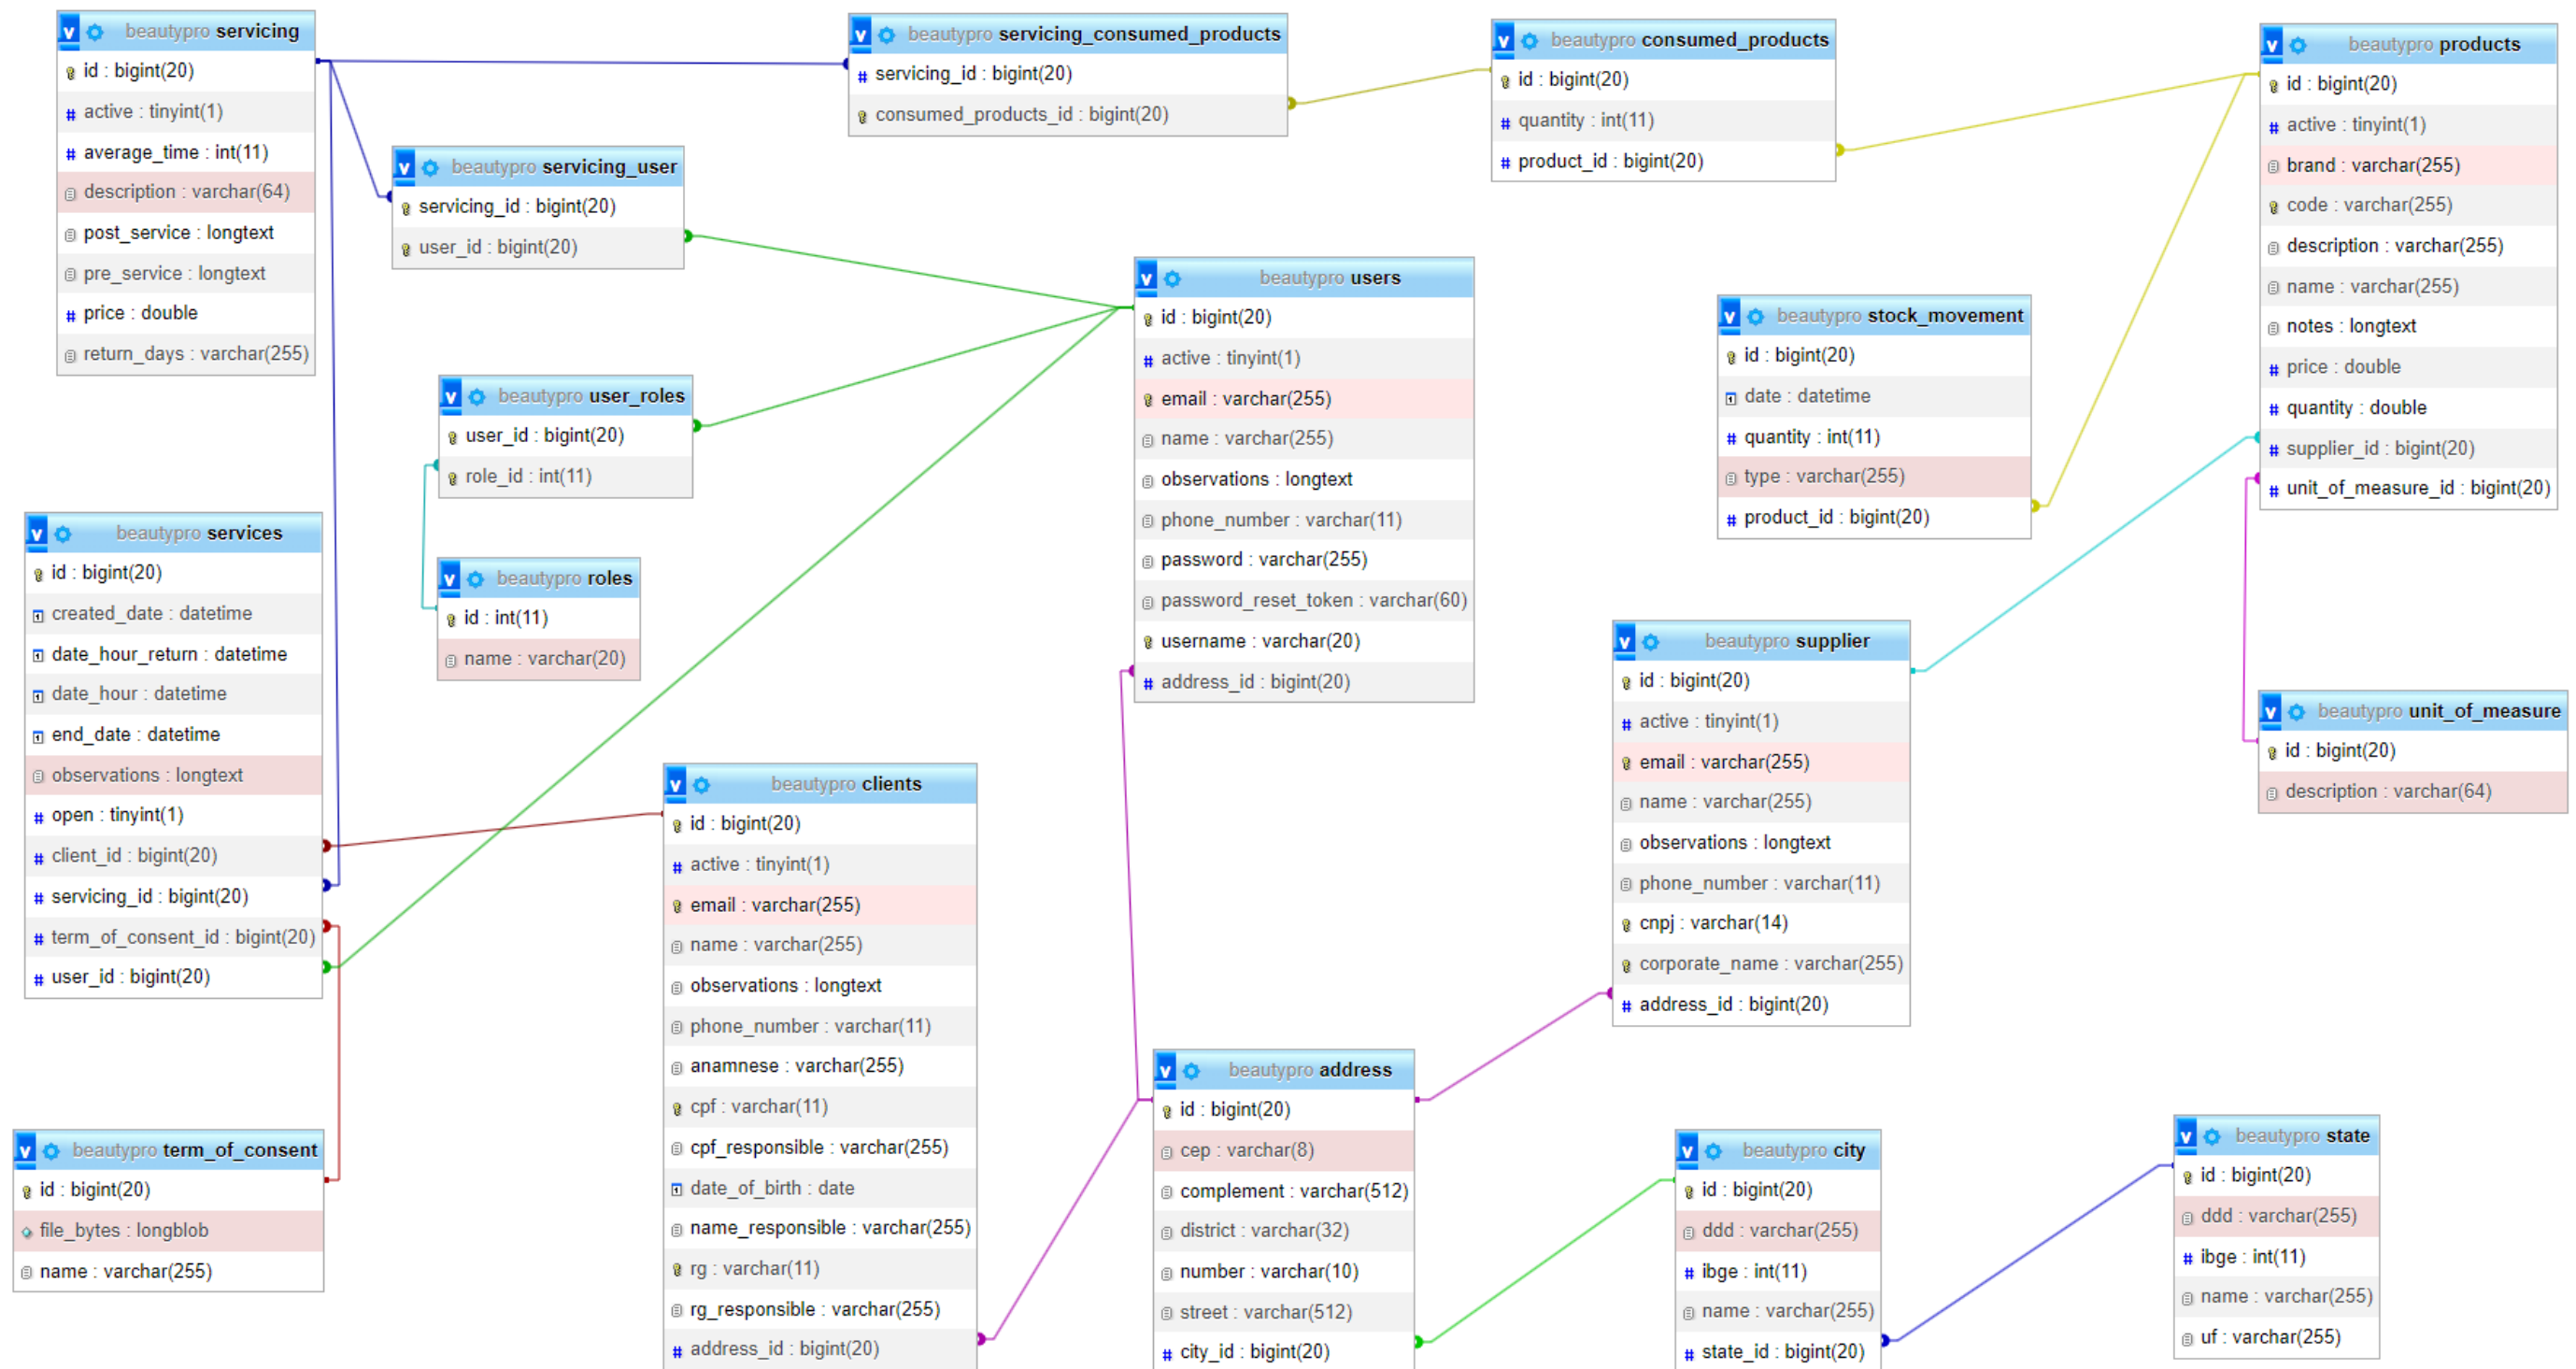 beautypro servicing
id : bigint(20)
active : tinyint(1)
average_time : int(11)
description : varchar(64)
post_service : longtext
pre_service : longtext
price : double
return_days : varchar(255)
beautypro servicing_consumed_products
servicing_id : bigint(20)
consumed_products_id : bigint(20)
beautypro consumed_products
id : bigint(20)
quantity : int(11)
product_id : bigint(20)
beautypro products
id : bigint(20)
active : tinyint(1)
brand : varchar(255)
code : varchar(255)
description : varchar(255)
name : varchar(255)
notes : longtext
price : double
quantity : double
supplier_id : bigint(20)
unit_of_measure_id : bigint(20)
beautypro servicing_user
servicing_id : bigint(20)
user_id : bigint(20)
beautypro users
id : bigint(20)
active : tinyint(1)
email : varchar(255)
name : varchar(255)
observations : longtext
phone_number : varchar(11)
password : varchar(255)
password_reset_token : varchar(60)
username : varchar(20)
address_id : bigint(20)
beautypro stock_movement
id : bigint(20)
date : datetime
quantity : int(11)
type : varchar(255)
product_id : bigint(20)
beautypro user_roles
user_id : bigint(20)
role_id : int(11)
beautypro services
id : bigint(20)
created_date : datetime
date_hour_return : datetime
date_hour : datetime
end_date : datetime
observations : longtext
open : tinyint(1)
client_id : bigint(20)
servicing_id : bigint(20)
term_of_consent_id : bigint(20)
user_id : bigint(20)
beautypro roles
id : int(11)
name : varchar(20)
beautypro supplier
id : bigint(20)
active : tinyint(1)
email : varchar(255)
name : varchar(255)
observations : longtext
phone_number : varchar(11)
cnpj : varchar(14)
corporate_name : varchar(255)
address_id : bigint(20)
beautypro unit_of_measure
id : bigint(20)
description : varchar(64)
beautypro clients
id : bigint(20)
active : tinyint(1)
email : varchar(255)
name : varchar(255)
observations : longtext
phone_number : varchar(11)
anamnese : varchar(255)
cpf : varchar(11)
cpf_responsible : varchar(255)
date_of_birth : date
name_responsible : varchar(255)
rg : varchar(11)
rg_responsible : varchar(255)
address_id : bigint(20)
beautypro address
id : bigint(20)
cep : varchar(8)
complement : varchar(512)
district : varchar(32)
number : varchar(10)
street : varchar(512)
city_id : bigint(20)
beautypro term_of_consent
id : bigint(20)
file_bytes : longblob
name : varchar(255)
beautypro city
id : bigint(20)
ddd : varchar(255)
ibge : int(11)
name : varchar(255)
state_id : bigint(20)
beautypro state
id : bigint(20)
ddd : varchar(255)
ibge : int(11)
name : varchar(255)
uf : varchar(255)